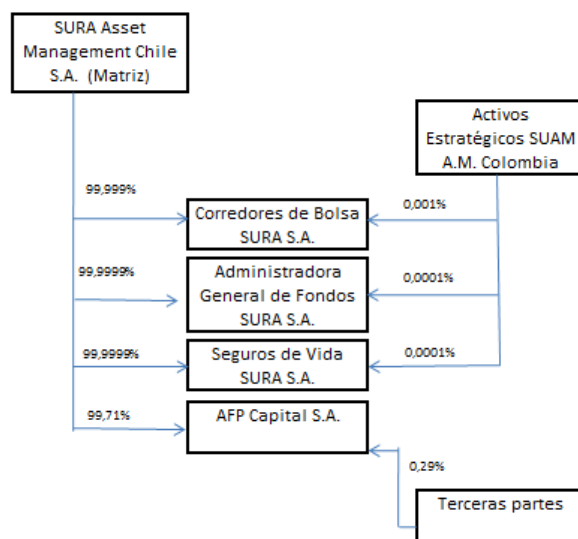 SURA Asset
Management Chile
S.A. (Matriz)
Activos
Estratégicos SUAM
A.M. Colombia
99,999%
0,001%
Corredores de Bolsa
SURA S.A.
99,9999%
0,0001%
Administradora
General de Fondos
SURA S.A.
99,9999%
0,0001%
Seguros de Vida
SURA S.A.
99,71%
AFP Capital S.A.
0,29%
Terceras partes